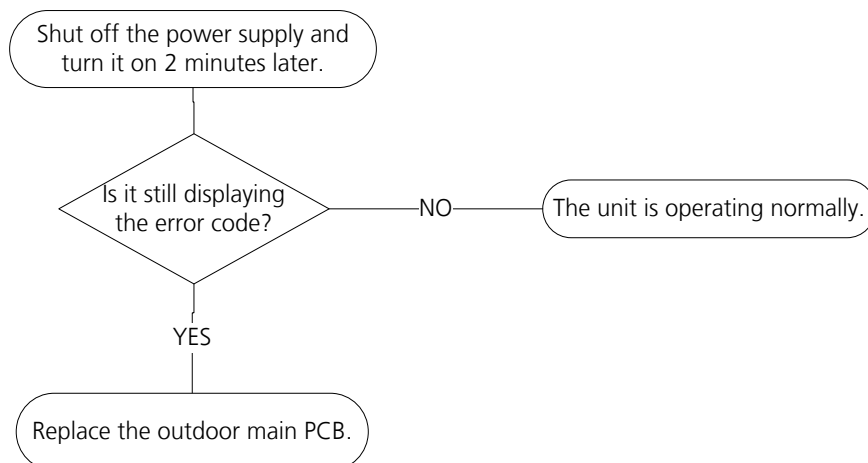 Shut off the power supply and
turn it on 2 minutes later.
Is it still displaying
the error code?
NO
The unit is operating normally.
YES
Replace the outdoor main PCB.